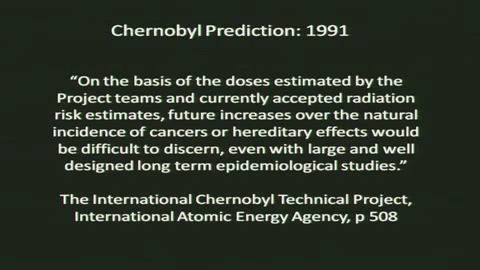 Chernobyl Prediction: 1991
“On the basis of the doses estimated by the
Project teams and currently accepted radiation
risk estimates, future increases over the natural
incidence of cancers or hereditary effects would
be difficult to discern, even with large and well
designed long term epidemiological studies.”
The International Chernobyl Technical Project,
International Atomic Energy Agency, p 508